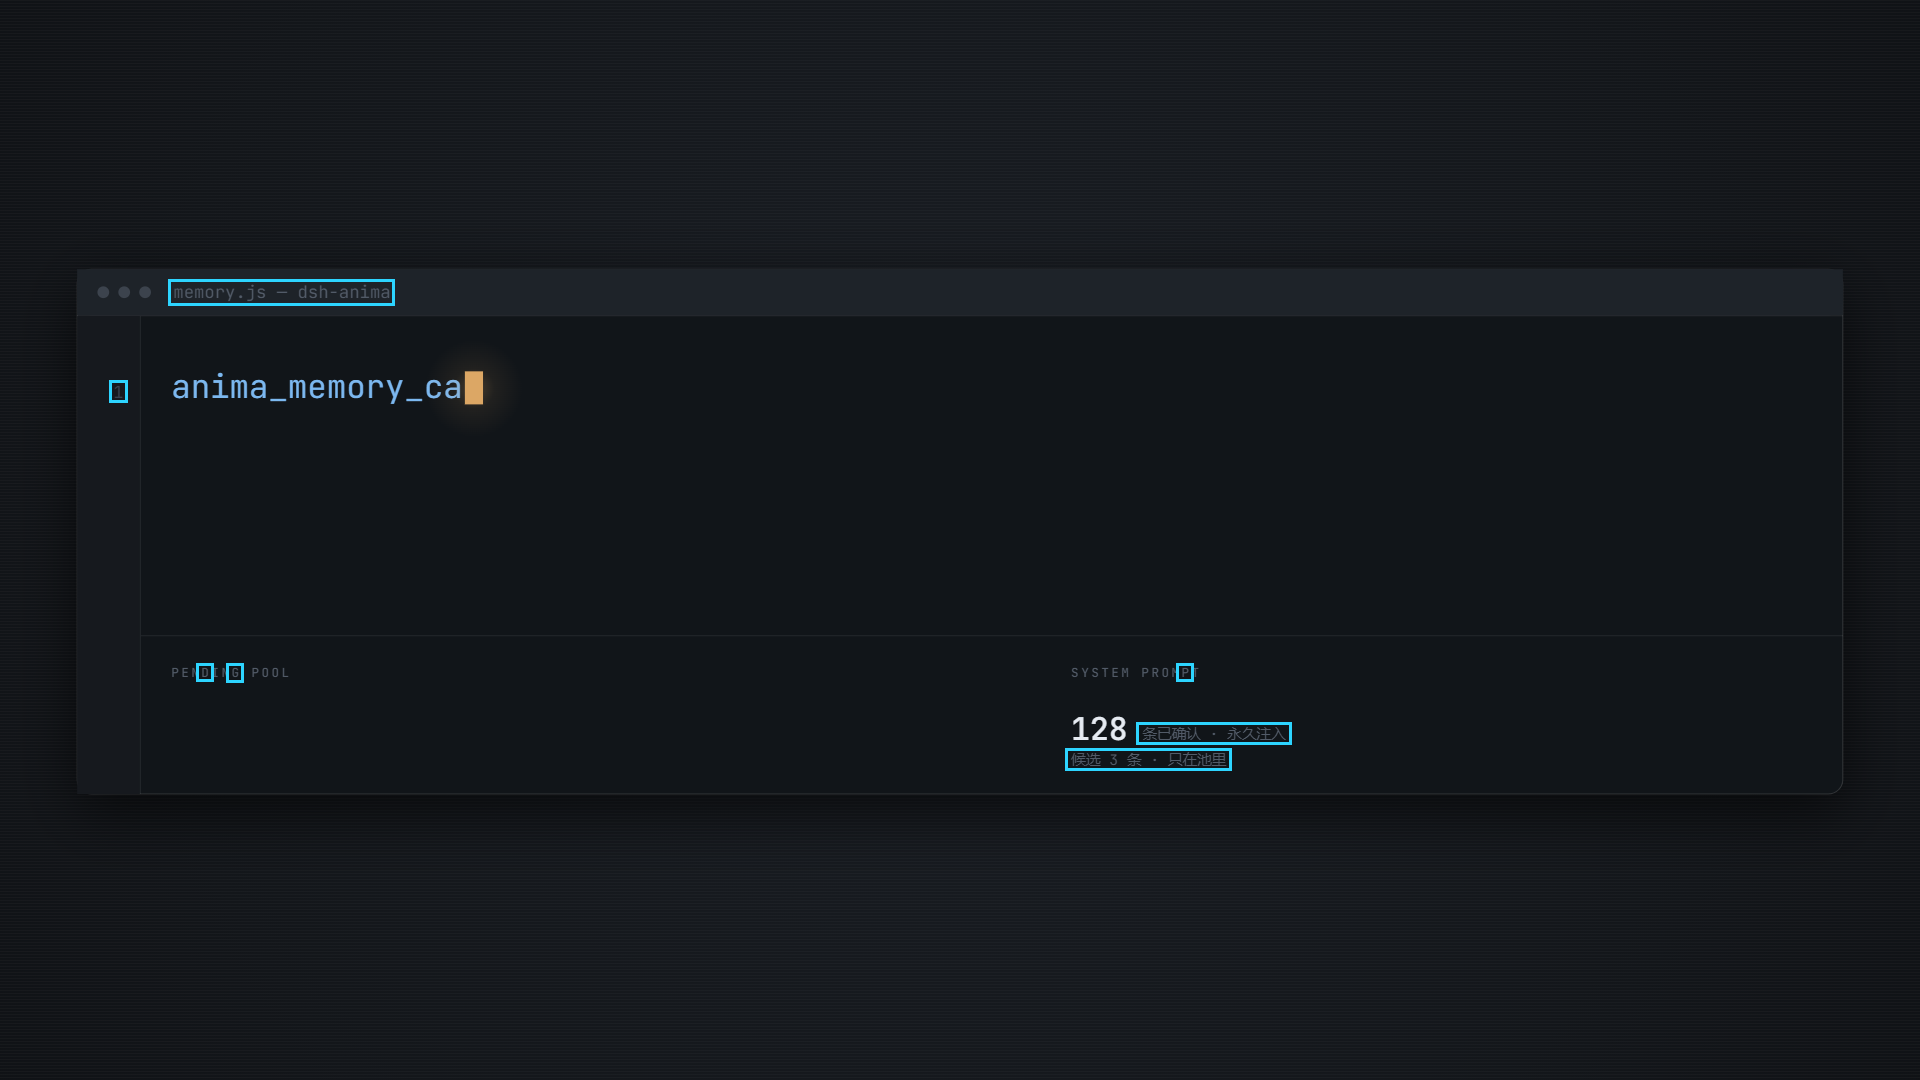 memory.js — dsh-anima
1
anima_memory_ca
PENDING POOL
SYSTEM PROMPT
128 条已确认 · 永久注入
候选 3 条 · 只在池里